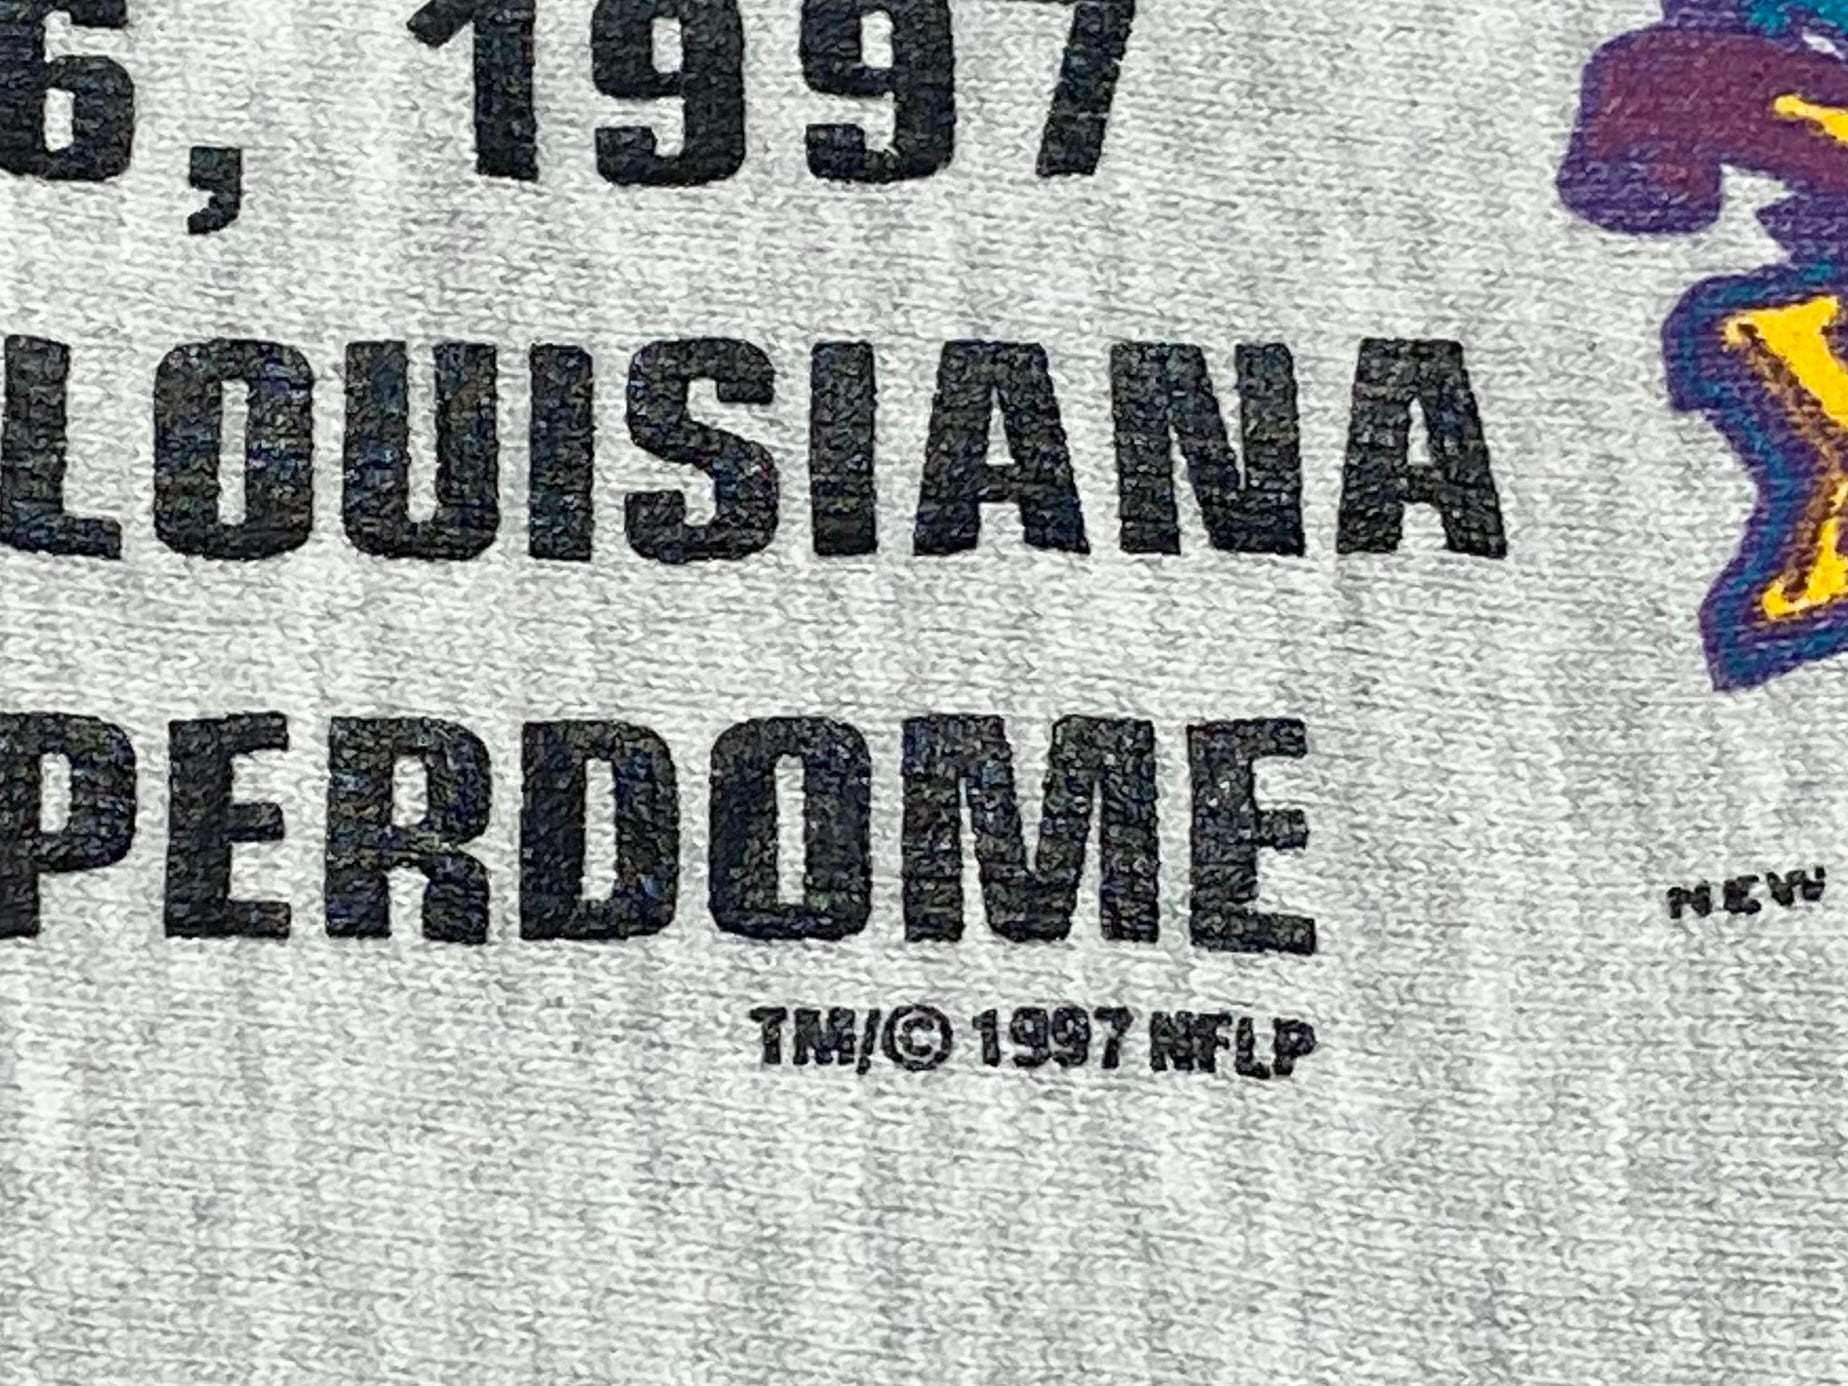 6, 1997
LOUISIANA
PERDOME
TM/© 1997 NFLP
NEW